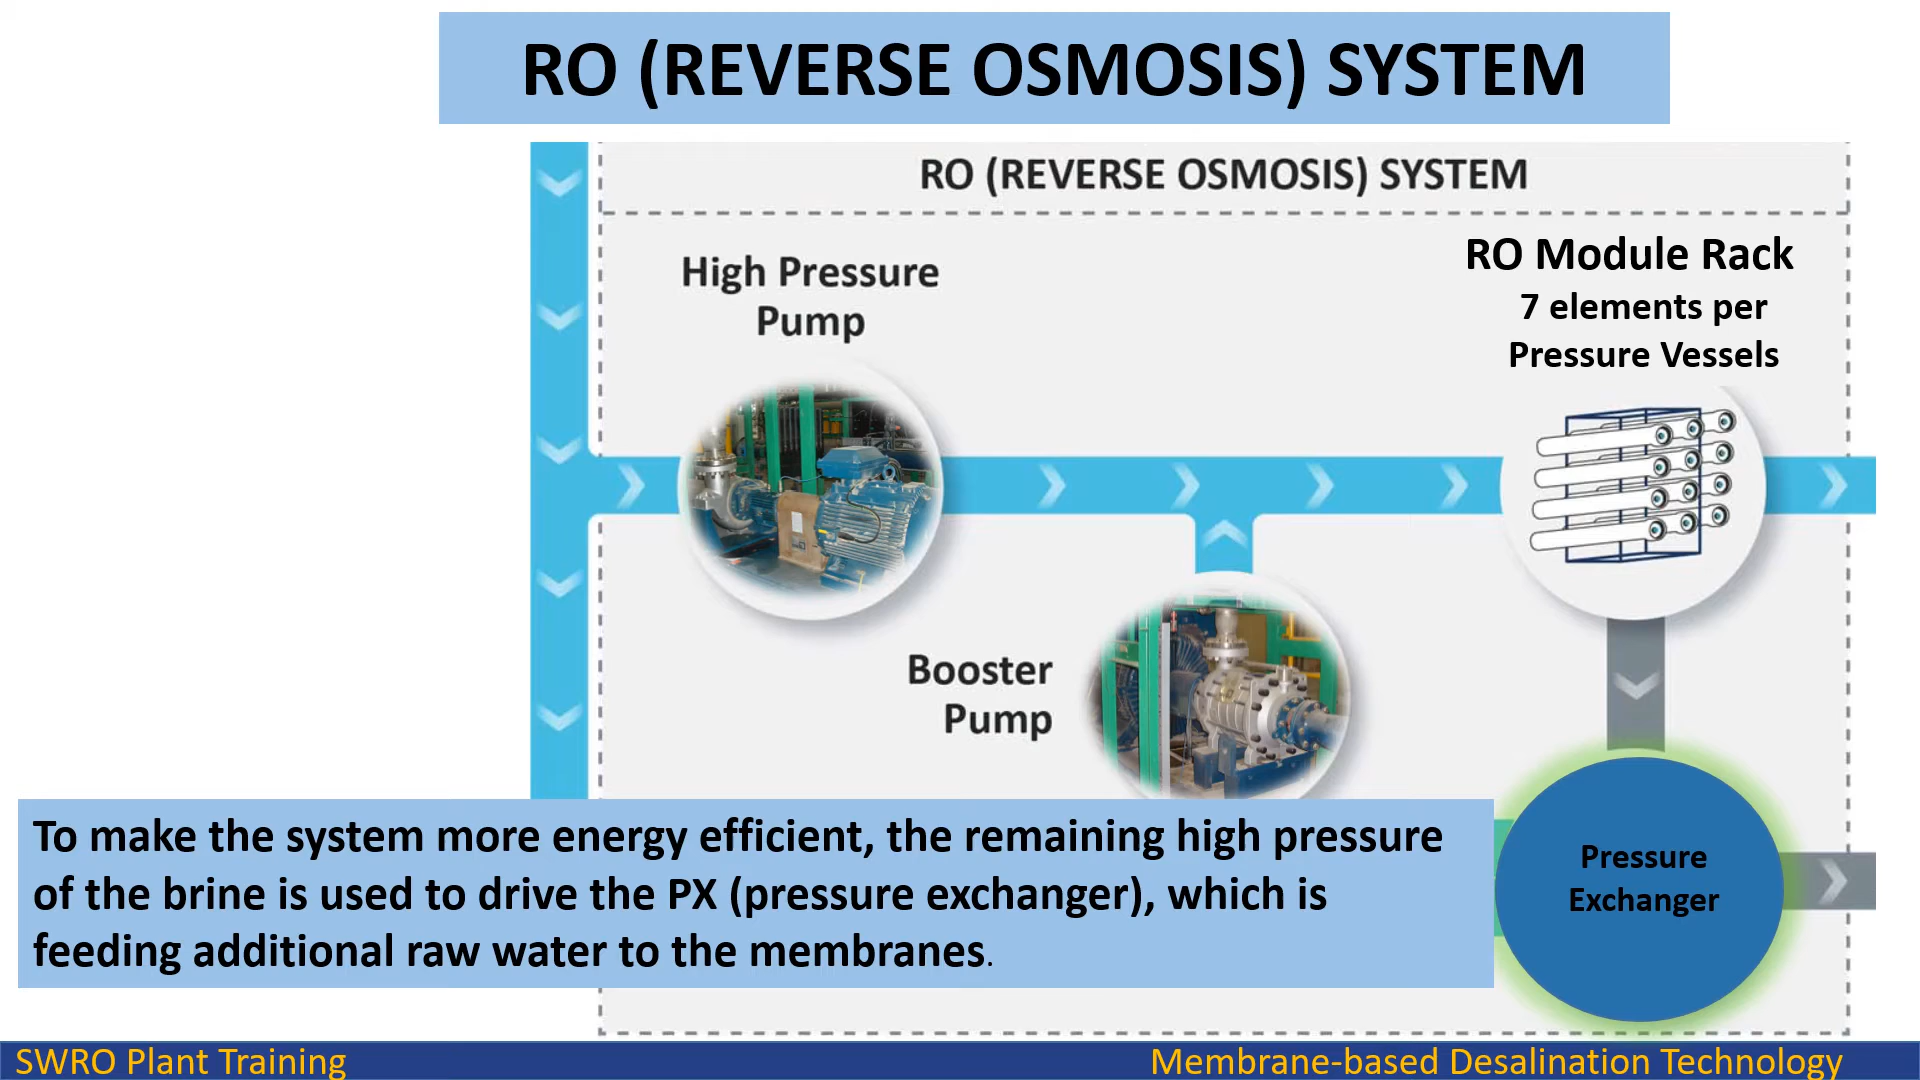 RO (REVERSE OSMOSIS) SYSTEM
RO (REVERSE OSMOSIS) SYSTEM
High Pressure
Pump
RO Module Rack
7 elements per
Pressure Vessels
Booster
Pump
To make the system more energy efficient, the remaining high pressure
of the brine is used to drive the PX (pressure exchanger), which is
feeding additional raw water to the membranes.
Pressure
Exchanger
SWRO Plant Training
Membrane-based Desalination Technology